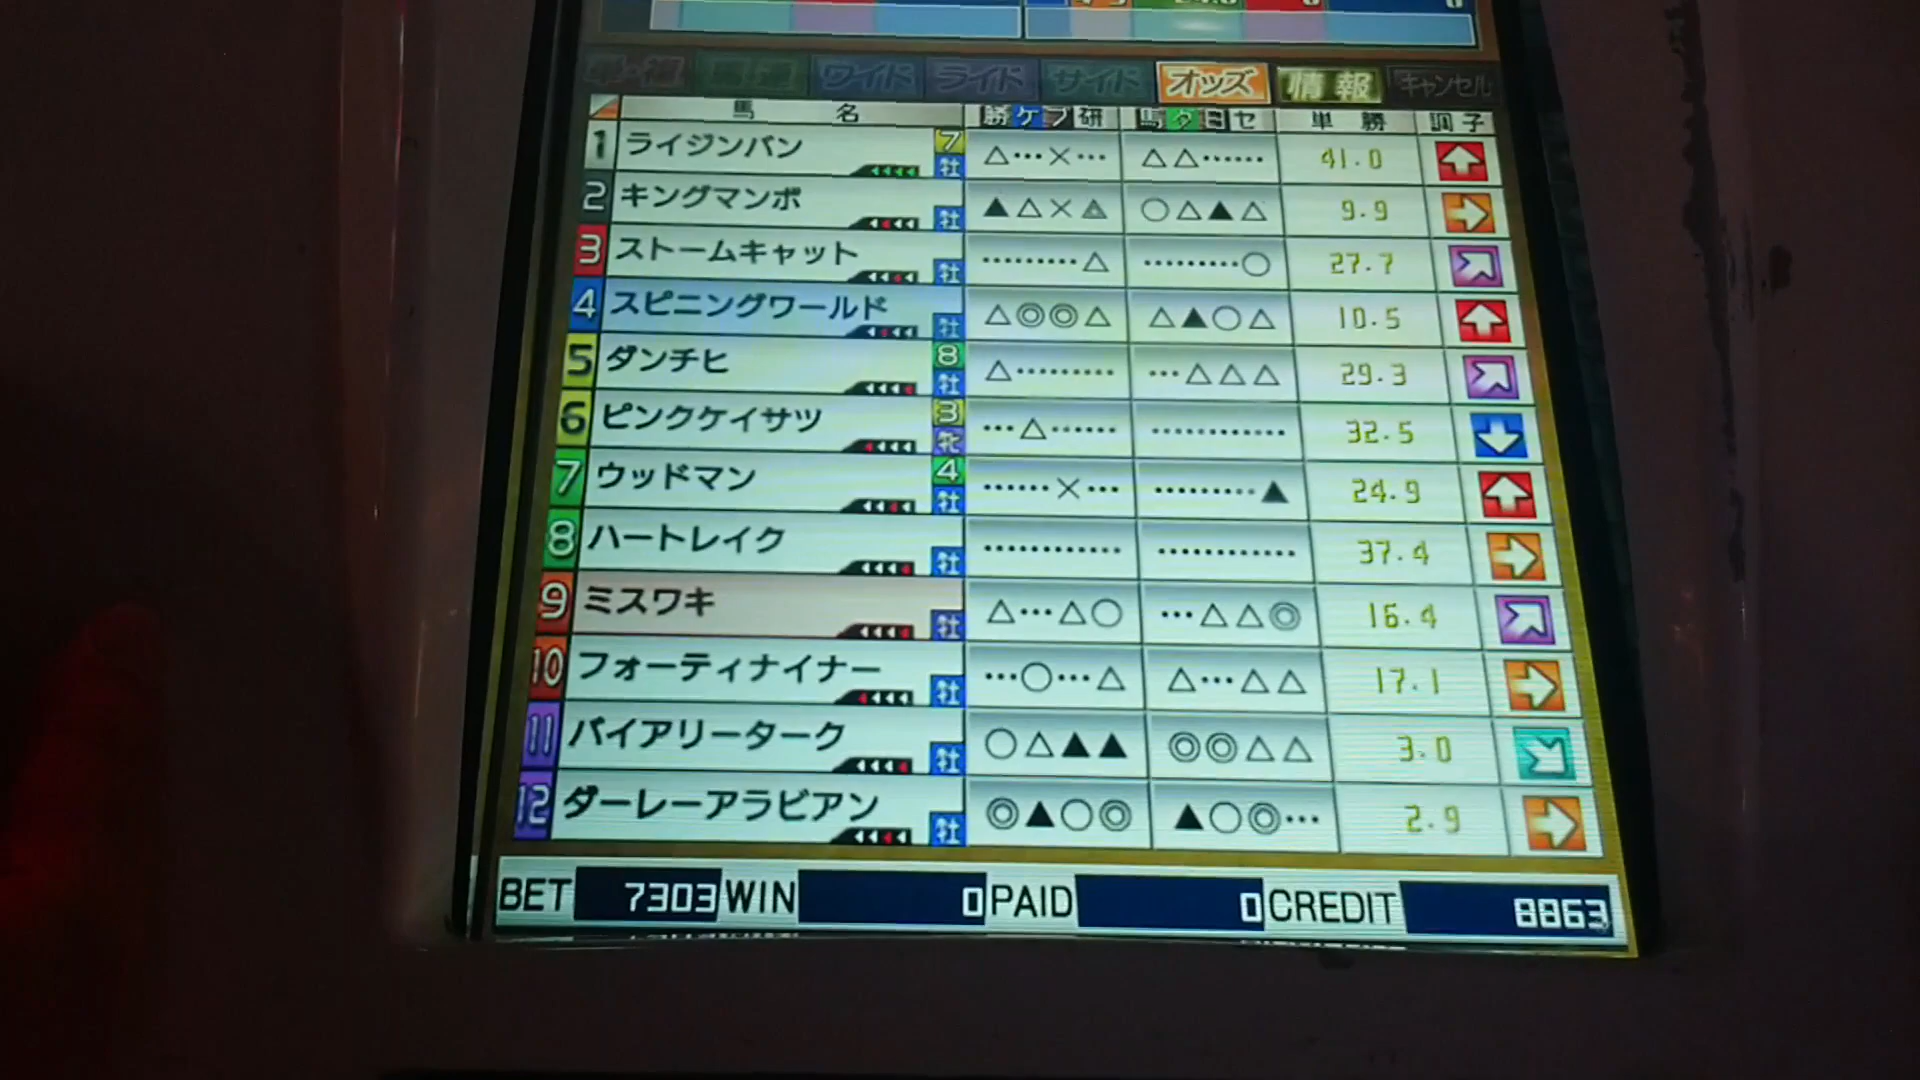 ワイド ライド サイド オッズ 情報 キャンセル
馬名 勝ケブ研 馬タミセ 単勝 調子
1 ライジンバン 7 牡 △…×… △△…… 41.0
2 キングマンボ 牡 ▲△×△ ○△▲△ 9.9
3 ストームキャット 牡 ………△ ………○ 27.7
4 スピニングワールド 牡 △◎◎△ △▲○△ 10.5
5 ダンチヒ 8 牡 △……… …△△△ 29.3
6 ピンクケイサツ 3 牝 …△…… ………… 32.5
7 ウッドマン 4 牡 ……×… ………▲ 24.9
8 ハートレイク 牡 ………… ………… 37.4
9 ミスワキ 牡 △…△○ …△△◎ 16.4
10 フォーティナイナー 牡 …○…△ △…△△ 17.1
11 バイアリーターク 牡 ○△▲▲ ◎◎△△ 3.0
12 ダーレーアラビアン 牡 ◎▲○◎ ▲○◎… 2.9
BET 7303 WIN 0 PAID 0 CREDIT 8863